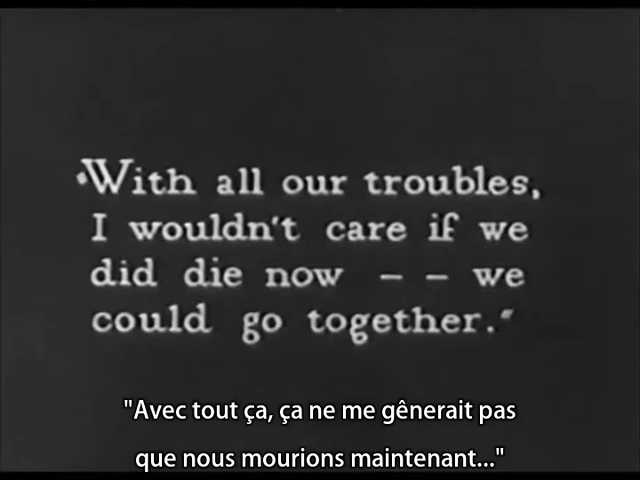 "With all our troubles,
I wouldn't care if we
did die now -- we
could go together."
"Avec tout ça, ça ne me gênerait pas
que nous mourions maintenant..."